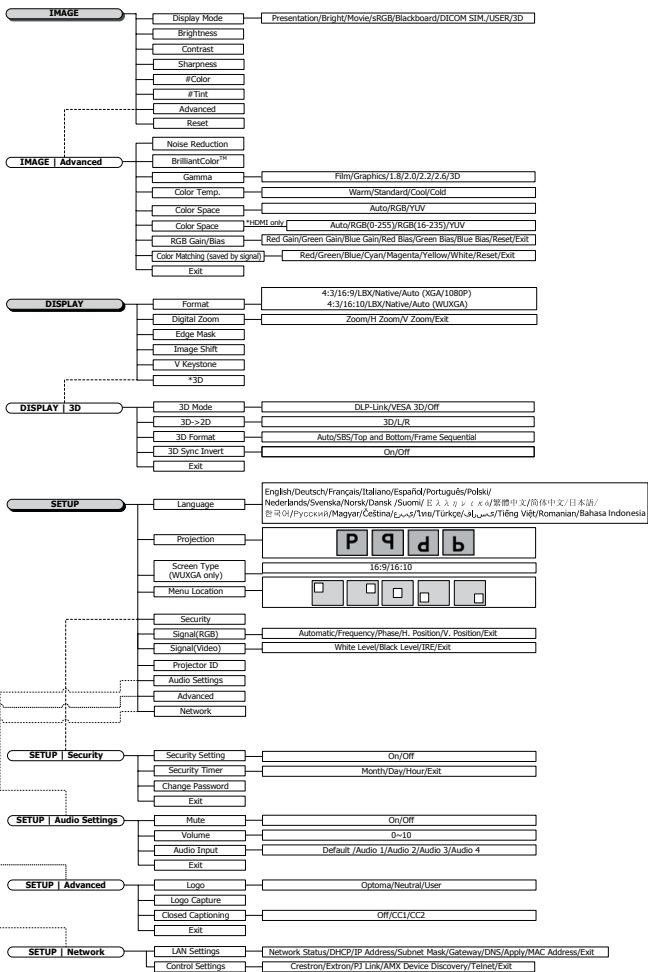 IMAGE
Display Mode
Presentation/Bright/Movie/sRGB/Blackboard/DICOM SIM./USER/3D
Brightness
Contrast
Sharpness
#Color
#Tint
Advanced
Reset
IMAGE | Advanced
Noise Reduction
BrilliantColor™
Gamma
Film/Graphics/1.8/2.0/2.2/2.6/3D
Color Temp.
Warm/Standard/Cool/Cold
Color Space
Auto/RGB/YUV
Color Space
*HDMI only
Auto/RGB(0-255)/RGB(16-235)/YUV
RGB Gain/Bias
Red Gain/Green Gain/Blue Gain/Red Bias/Green Bias/Blue Bias/Reset/Exit
Color Matching (saved by signal)
Red/Green/Blue/Cyan/Magenta/Yellow/White/Reset/Exit
Exit
DISPLAY
Format
4:3/16:9/LBX/Native/Auto (XGA/1080P)
4:3/16:10/LBX/Native/Auto (WUXGA)
Digital Zoom
Zoom/H Zoom/V Zoom/Exit
Edge Mask
Image Shift
V Keystone
*3D
DISPLAY | 3D
3D Mode
DLP-Link/VESA 3D/Off
3D->2D
3D/L/R
3D Format
Auto/SBS/Top and Bottom/Frame Sequential
3D Sync Invert
On/Off
Exit
SETUP
Language
English/Deutsch/Français/Italiano/Español/Português/Polski/
Nederlands/Svenska/Norsk/Dansk /Suomi/ Ελληνικά/繁體中文/简体中文/日本語/
한국어/Русский/Magyar/Čeština/عربي/ไทย/Türkçe/فارسی/Tiếng Việt/Romanian/Bahasa Indonesia
Projection
P
Screen Type
(WUXGA only)
16:9/16:10
Menu Location
Security
Signal(RGB)
Automatic/Frequency/Phase/H. Position/V. Position/Exit
Signal(Video)
White Level/Black Level/IRE/Exit
Projector ID
Audio Settings
Advanced
Network
SETUP | Security
Security Setting
On/Off
Security Timer
Month/Day/Hour/Exit
Change Password
Exit
SETUP | Audio Settings
Mute
On/Off
Volume
0~10
Audio Input
Default /Audio 1/Audio 2/Audio 3/Audio 4
Exit
SETUP | Advanced
Logo
Optoma/Neutral/User
Logo Capture
Closed Captioning
Off/CC1/CC2
Exit
SETUP | Network
LAN Settings
Network Status/DHCP/IP Address/Subnet Mask/Gateway/DNS/Apply/MAC Address/Exit
Control Settings
Crestron/Extron/PJ Link/AMX Device Discovery/Telnet/Exit